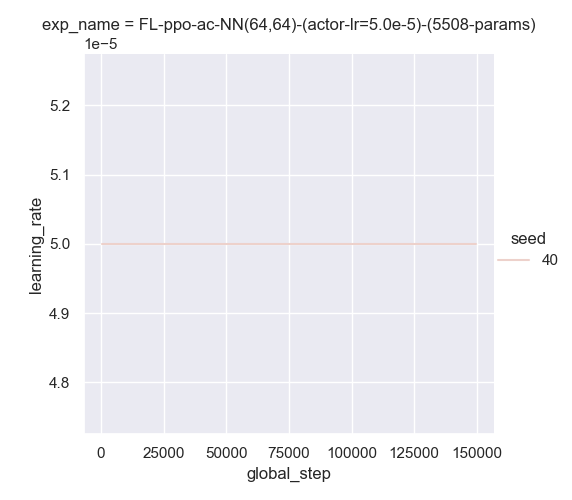 exp_name = FL-ppo-ac-NN(64,64)-(actor-lr=5.0e-5)-(5508-params)
1e−5
5.2
5.1
5.0
4.9
4.8
learning_rate
0 25000 50000 75000 100000 125000 150000
global_step
seed
40